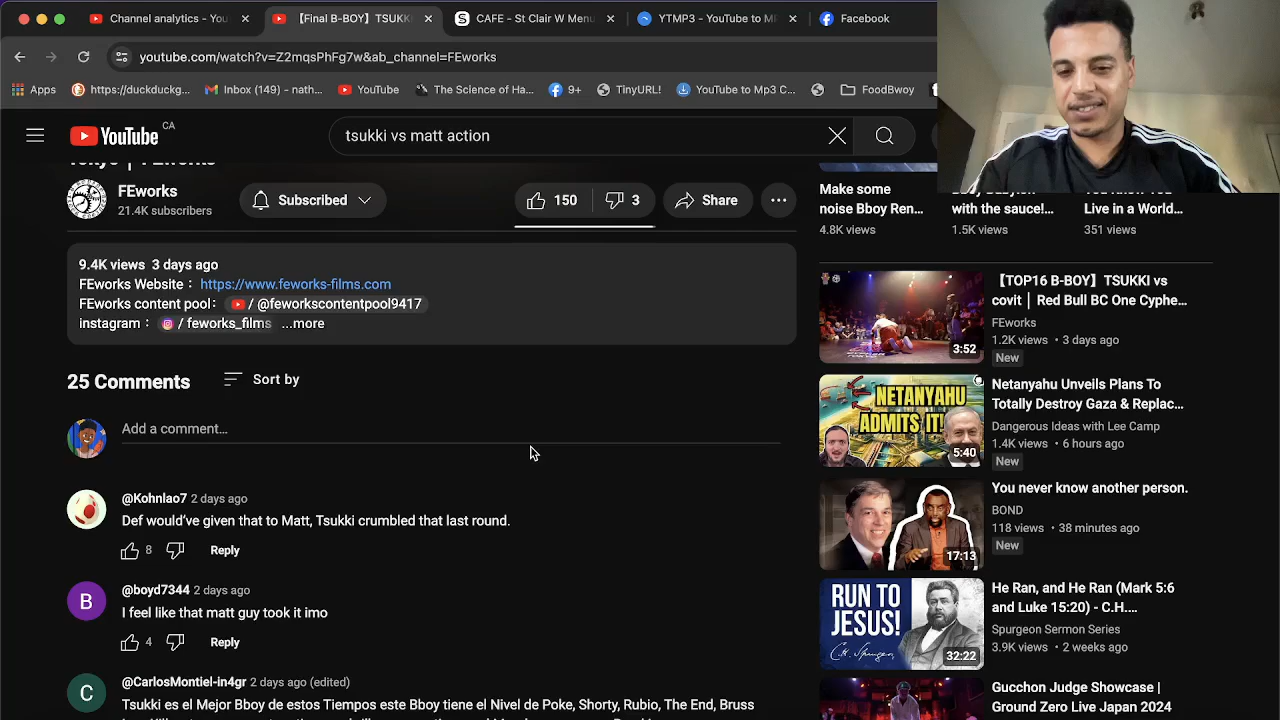 Channel analytics - You
【Final B-BOY】TSUKKI
CAFE - St Clair W Menu
YTMP3 - YouTube to MP
Facebook
youtube.com/watch?v=Z2mqsPhFg7w&ab_channel=FEworks
Apps
https://duckduckg...
Inbox (149) - nath...
YouTube
The Science of Ha...
9+
TinyURL!
YouTube to Mp3 C...
FoodBwoy
YouTube CA
tsukki vs matt action
FEworks
21.4K subscribers
Subscribed
150
3
Share
9.4K views 3 days ago
FEworks Website： https://www.feworks-films.com
FEworks content pool： / @feworkscontentpool9417
instagram： / feworks_films ...more
25 Comments
Sort by
Add a comment...
@Kohnlao7 2 days ago
Def would've given that to Matt, Tsukki crumbled that last round.
8
Reply
B
@boyd7344 2 days ago
I feel like that matt guy took it imo
4
Reply
C
@CarlosMontiel-in4gr 2 days ago (edited)
Tsukki es el Mejor Bboy de estos Tiempos este Bboy tiene el Nivel de Poke, Shorty, Rubio, The End, Bruss
Make some
noise Bboy Ren...
4.8K views
with the sauce!...
1.5K views
Live in a World...
351 views
【TOP16 B-BOY】TSUKKI vs
covit｜Red Bull BC One Cyphe...
FEworks
1.2K views • 3 days ago
New
3:52
NETANYAHU
ADMITS IT!
5:40
Netanyahu Unveils Plans To
Totally Destroy Gaza & Replac...
Dangerous Ideas with Lee Camp
1.4K views • 6 hours ago
New
17:13
You never know another person.
BOND
118 views • 38 minutes ago
New
RUN TO
JESUS!
32:22
He Ran, and He Ran (Mark 5:6
and Luke 15:20) - C.H....
Spurgeon Sermon Series
3.9K views • 2 weeks ago
Gucchon Judge Showcase |
Ground Zero Live Japan 2024